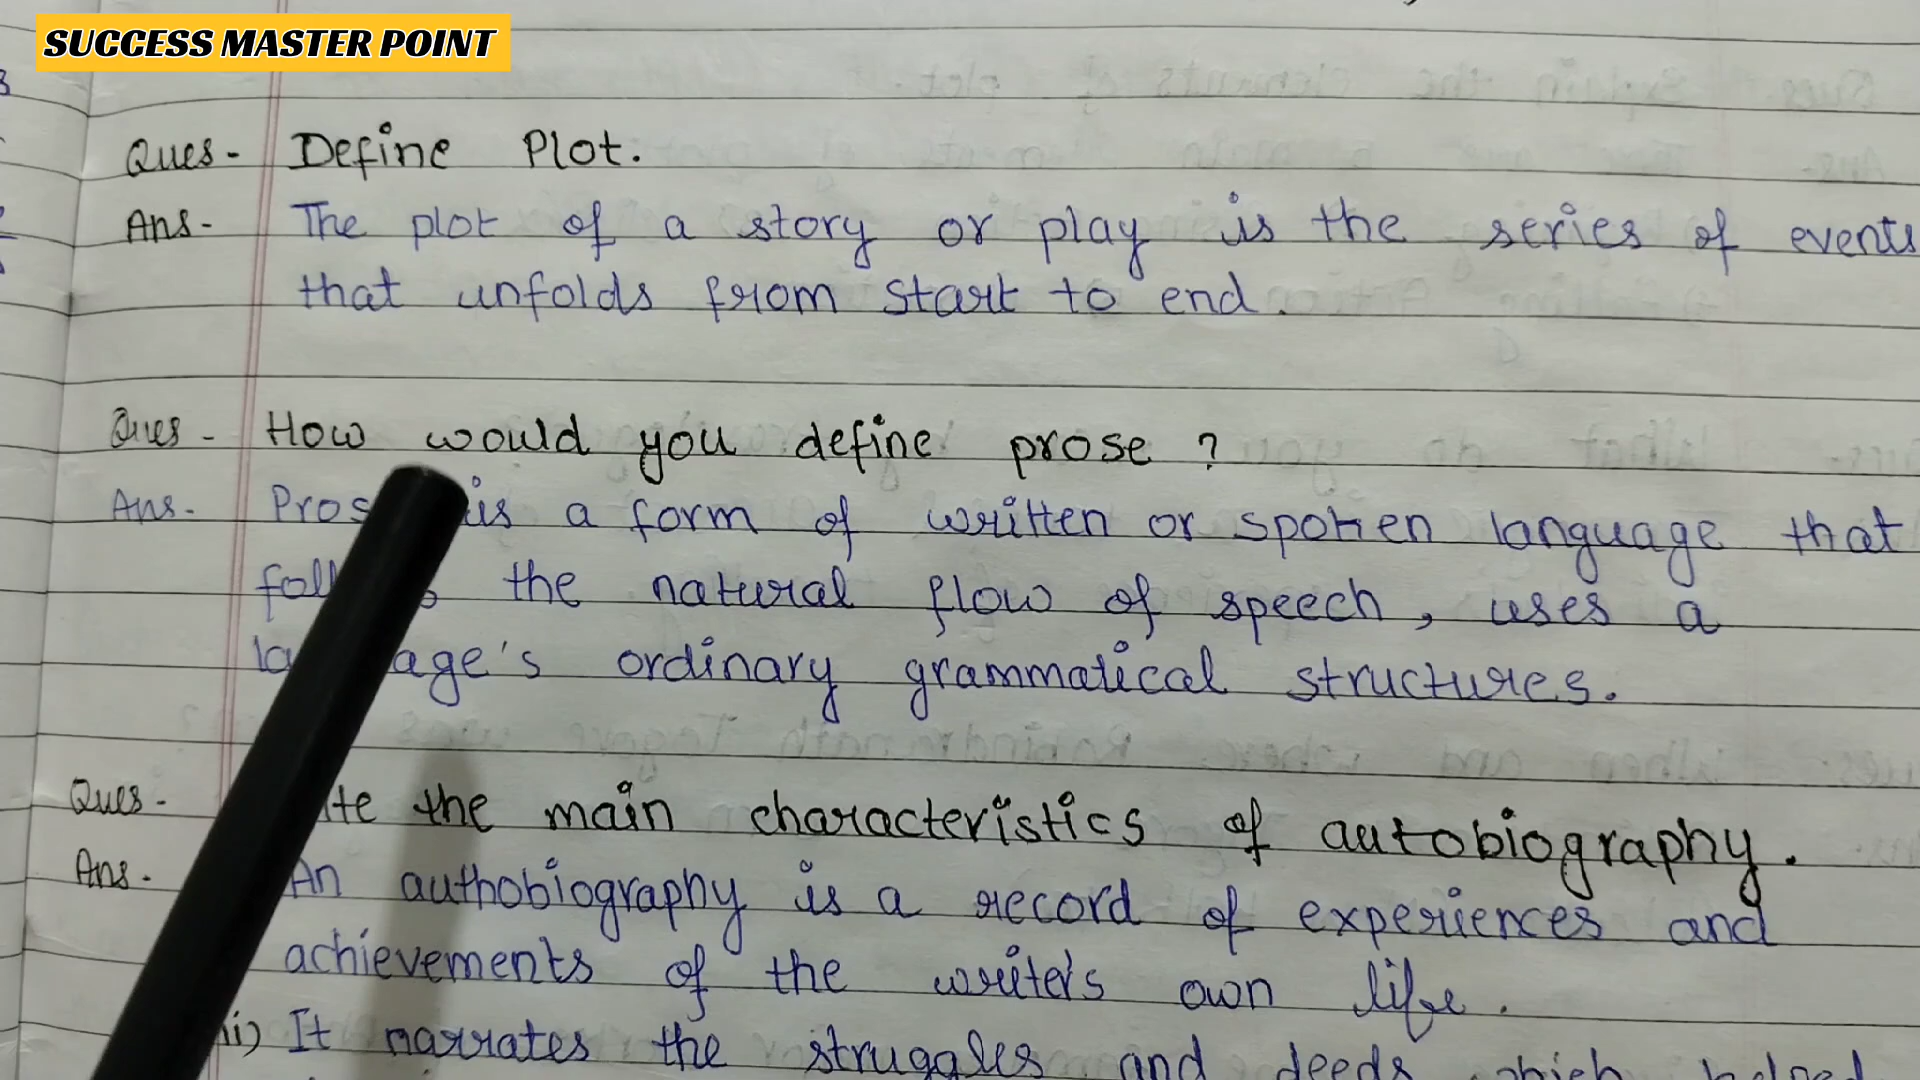 SUCCESS MASTER POINT
Ques- Define Plot.
Ans- The plot of a story or play is the series of events
that unfolds from start to end.
Ques- How would you define prose ?
Ans. is a form of written or spoken language that
the natural flow of speech, uses a
ordinary grammatical structures.
Ques- the main characteristics of autobiography.
Ans. An authobiography is a record of experiences and
achievements of the writer's own life.
ii) It narrates the struggles and deeds which helped